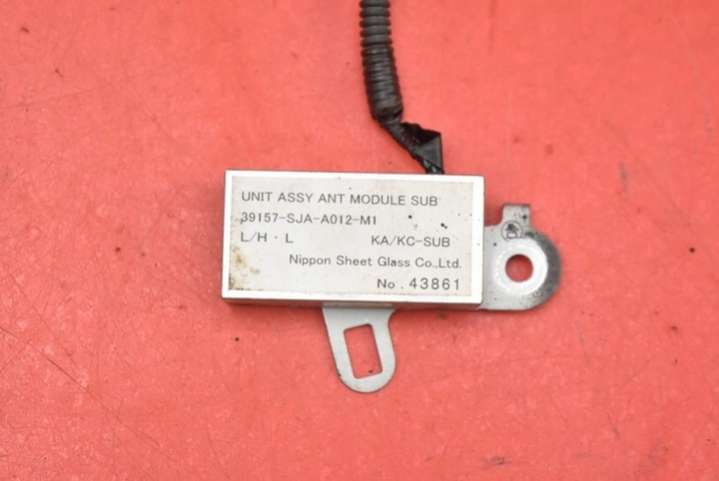 UNIT ASSY ANT MODULE SUB
39157-SJA-A012-M1
L/H · L KA/KC-SUB
Nippon Sheet Glass Co.,Ltd.
No. 43861